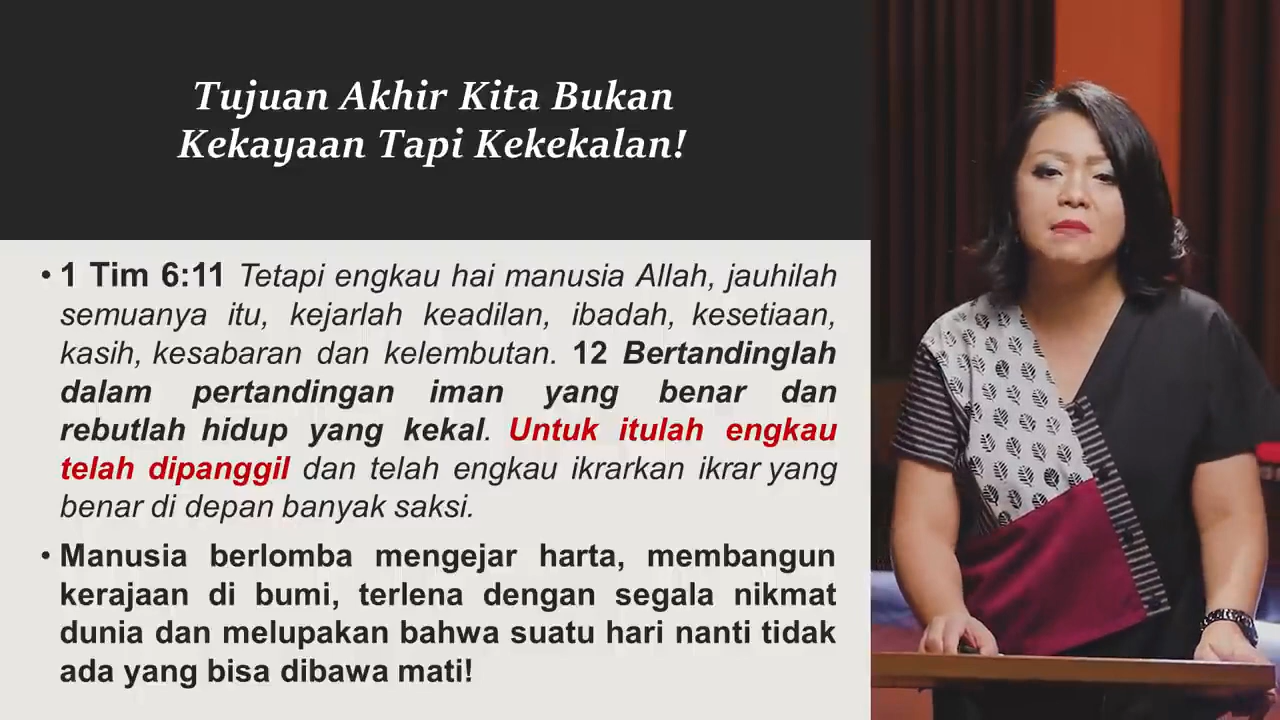 Tujuan Akhir Kita Bukan
Kekayaan Tapi Kekekalan!
• 1 Tim 6:11 Tetapi engkau hai manusia Allah, jauhilah
semuanya itu, kejarlah keadilan, ibadah, kesetiaan,
kasih, kesabaran dan kelembutan. 12 Bertandinglah
dalam pertandingan iman yang benar dan
rebutlah hidup yang kekal. Untuk itulah engkau
telah dipanggil dan telah engkau ikrarkan ikrar yang
benar di depan banyak saksi.
• Manusia berlomba mengejar harta, membangun
kerajaan di bumi, terlena dengan segala nikmat
dunia dan melupakan bahwa suatu hari nanti tidak
ada yang bisa dibawa mati!